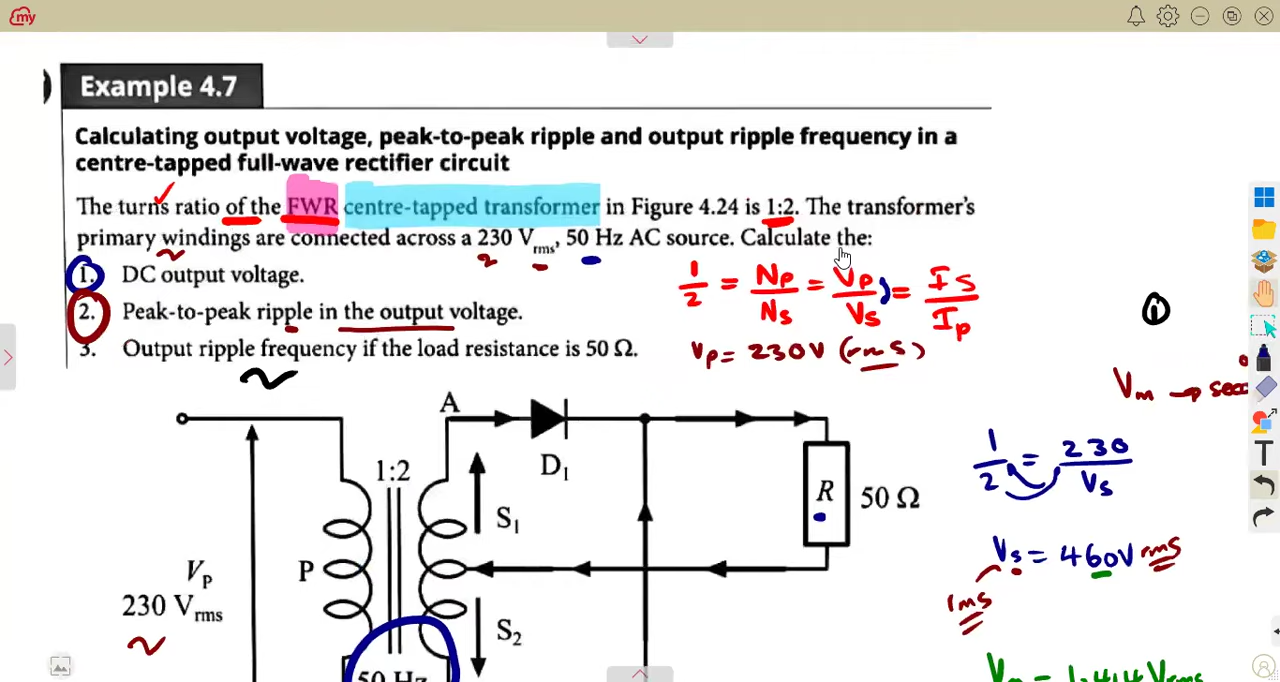 my
Example 4.7
Calculating output voltage, peak-to-peak ripple and output ripple frequency in a
centre-tapped full-wave rectifier circuit
The turns ratio of the FWR centre-tapped transformer in Figure 4.24 is 1:2. The transformer's
primary windings are connected across a 230 Vrms, 50 Hz AC source. Calculate the:
1. DC output voltage.
2. Peak-to-peak ripple in the output voltage.
3. Output ripple frequency if the load resistance is 50 Ω.
1/2 = NP/NS = VP/VS = IS/IP
VP = 230V (rms)
1
Vm → sec
A
D1
1:2
S1
R
50 Ω
P
VP
230 Vrms
S2
50 Hz
1/2 = 230/VS
VS = 460V rms
rms
Vm = 1.414 Vrms
T